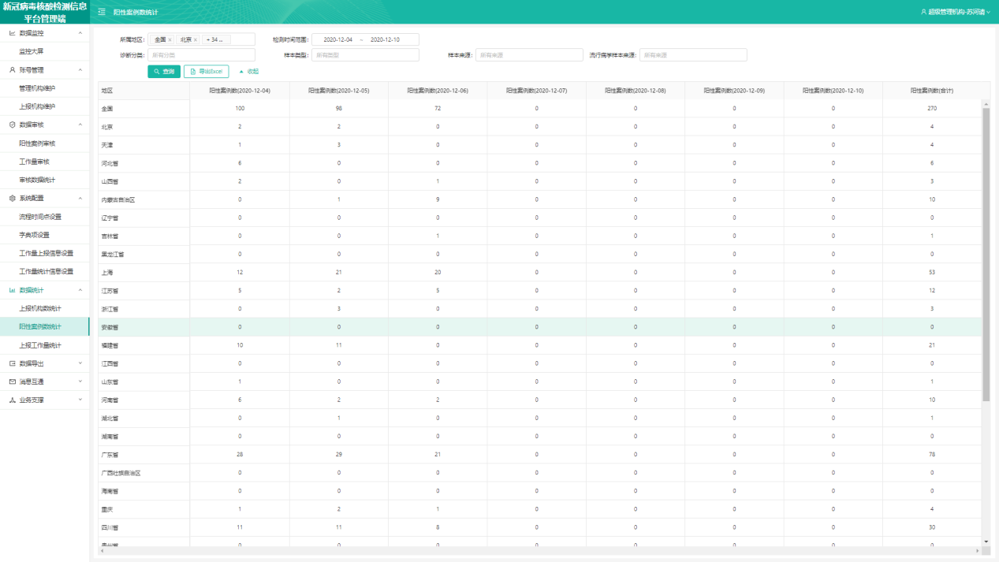 新冠病毒核酸检测信息
平台管理端
阳性案例数统计
超级管理机构-苏河清
数据监控
监控大屏
账号管理
管理机构维护
上报机构维护
数据审核
阳性案例审核
工作量审核
审核数据统计
系统配置
流程时间点设置
字典项设置
工作量上报信息设置
工作量统计信息设置
数据统计
上报机构数统计
阳性案例数统计
上报工作量统计
数据导出
消息互通
业务支撑
所属地区: 全国 × 北京 × + 34 ... 检测时间范围: 2020-12-04 ~ 2020-12-10
诊断分类: 所有分类 样本类型: 所有类型 样本来源: 所有来源 流行病学样本来源: 所有来源
查询 导出Excel 收起
地区 阳性案例数(2020-12-04) 阳性案例数(2020-12-05) 阳性案例数(2020-12-06) 阳性案例数(2020-12-07) 阳性案例数(2020-12-08) 阳性案例数(2020-12-09) 阳性案例数(2020-12-10) 阳性案例数(合计)
全国 100 98 72 0 0 0 0 270
北京 2 2 0 0 0 0 0 4
天津 1 3 0 0 0 0 0 4
河北省 6 0 0 0 0 0 0 6
山西省 2 0 1 0 0 0 0 3
内蒙古自治区 0 1 9 0 0 0 0 10
辽宁省 0 0 0 0 0 0 0 0
吉林省 0 0 1 0 0 0 0 1
黑龙江省 0 0 0 0 0 0 0 0
上海 12 21 20 0 0 0 0 53
江苏省 5 2 5 0 0 0 0 12
浙江省 0 3 0 0 0 0 0 3
安徽省 0 0 0 0 0 0 0 0
福建省 10 11 0 0 0 0 0 21
江西省 0 0 0 0 0 0 0 0
山东省 1 0 0 0 0 0 0 1
河南省 6 2 2 0 0 0 0 10
湖北省 0 1 0 0 0 0 0 1
湖南省 0 0 0 0 0 0 0 0
广东省 28 29 21 0 0 0 0 78
广西壮族自治区 0 0 0 0 0 0 0 0
海南省 0 0 0 0 0 0 0 0
重庆 1 2 1 0 0 0 0 4
四川省 11 11 8 0 0 0 0 30
贵州省 0 0 0 0 0 0 0 0